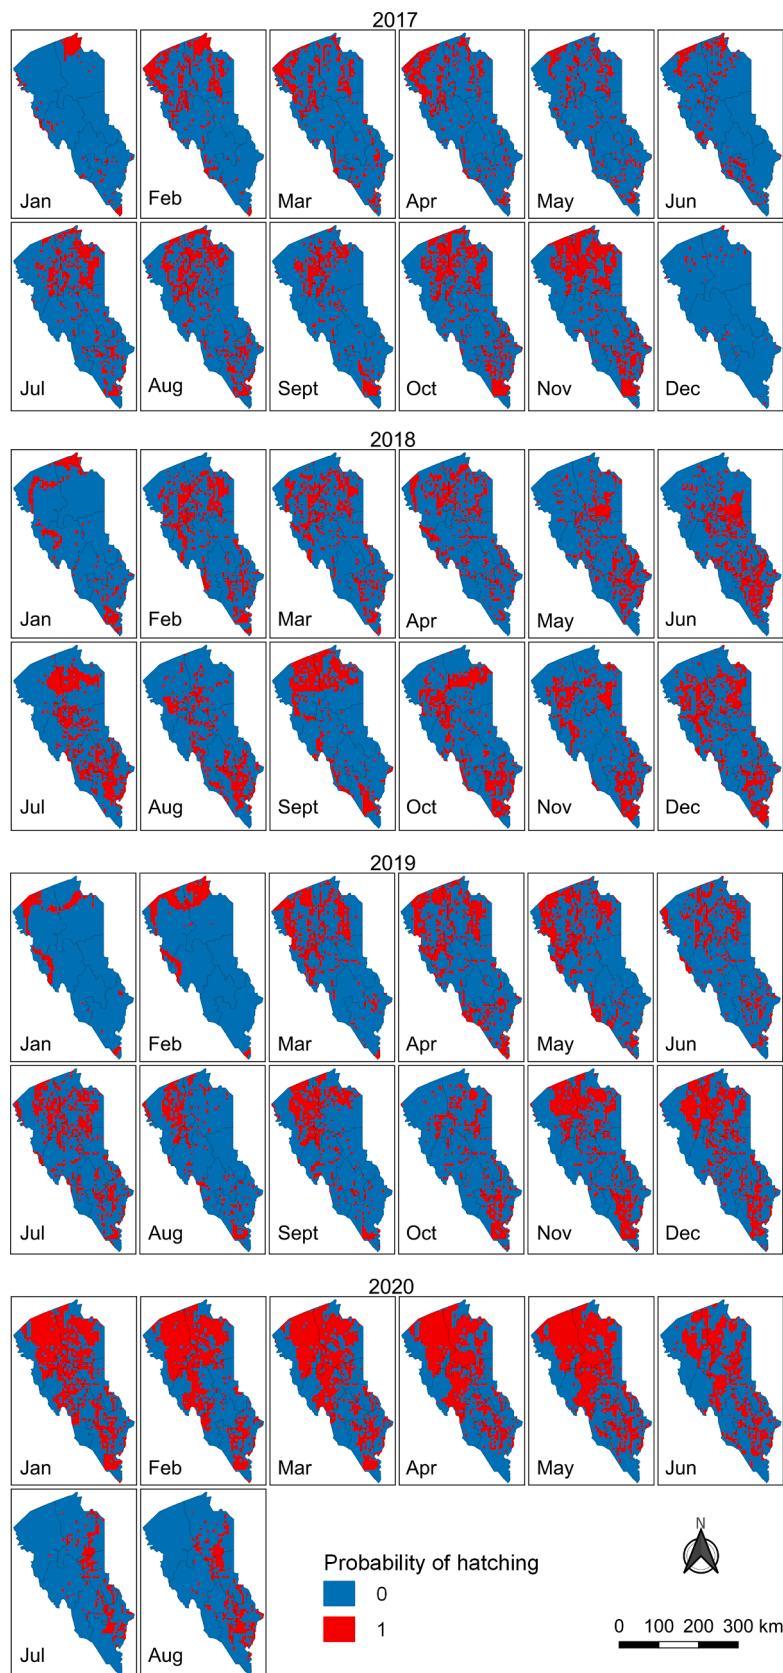 2017
Jan Feb Mar Apr May Jun
Jul Aug Sept Oct Nov Dec
2018
Jan Feb Mar Apr May Jun
Jul Aug Sept Oct Nov Dec
2019
Jan Feb Mar Apr May Jun
Jul Aug Sept Oct Nov Dec
2020
Jan Feb Mar Apr May Jun
Jul Aug
Probability of hatching
0
1
N
0 100 200 300 km